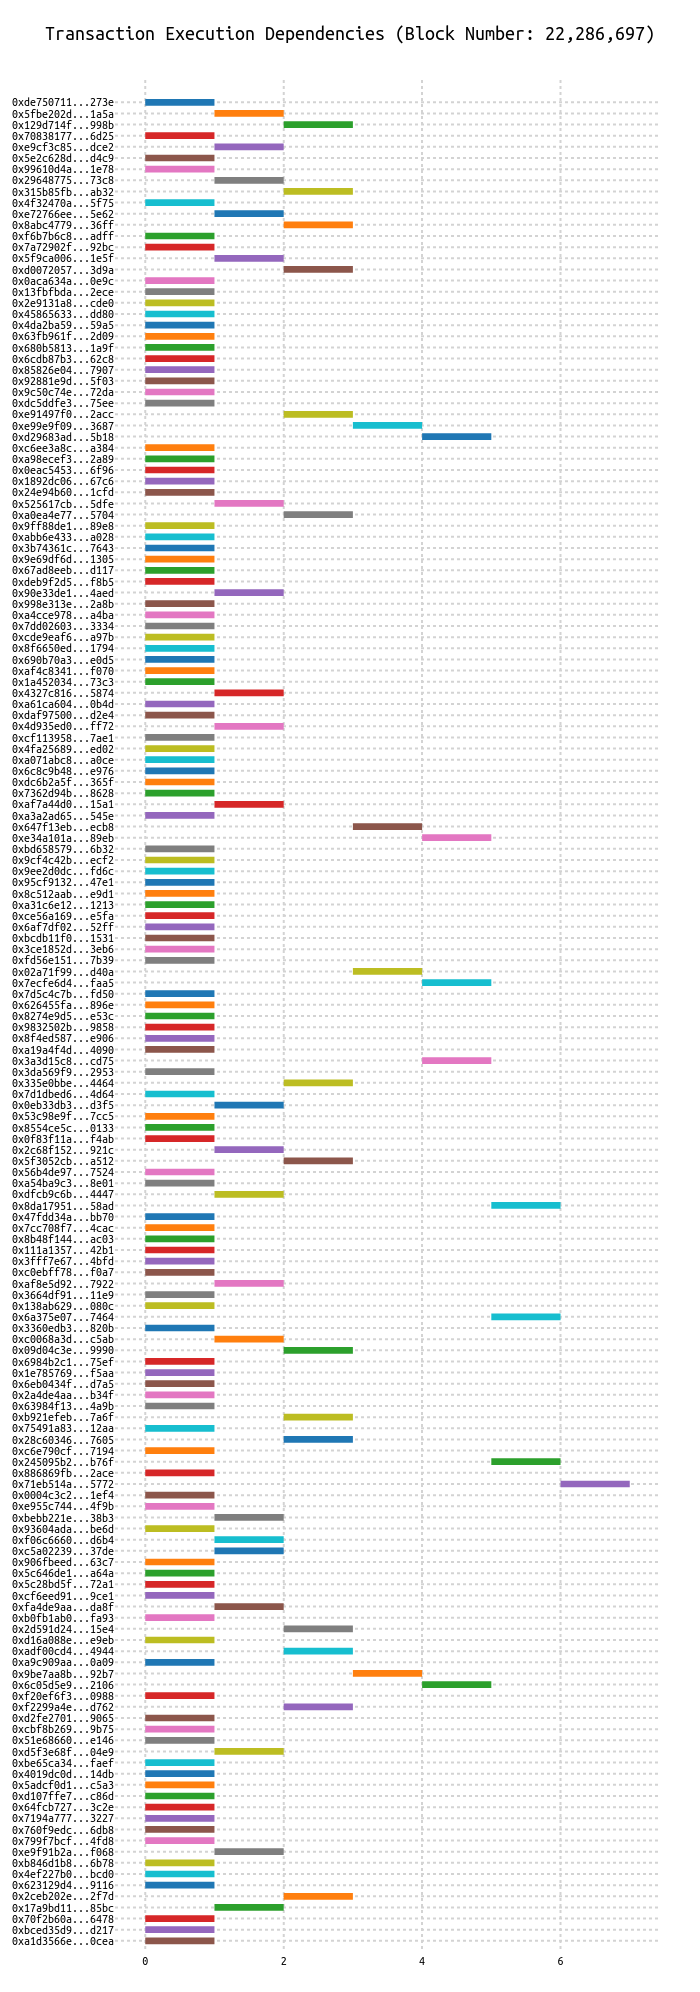 Transaction Execution Dependencies (Block Number: 22,286,697)
0xde750711...273e
0x5fbe202d...1a5a
0x129d714f...998b
0x70838177...6d25
0xe9cf3c85...dce2
0x5e2c628d...d4c9
0x99610d4a...1e78
0x29648775...73c8
0x315b85fb...ab32
0x4f32470a...5f75
0xe72766ee...5e62
0x8abc4779...36ff
0xf6b7b6c8...adff
0x7a72902f...92bc
0x5f9ca006...1e5f
0xd0072057...3d9a
0x0aca634a...0e9c
0x13fbfbda...2ece
0x2e9131a8...cde0
0x45865633...dd80
0x4da2ba59...59a5
0x63fb961f...2d09
0x680b5813...1a9f
0x6cdb87b3...62c8
0x85826e04...7907
0x92881e9d...5f03
0x9c50c74e...72da
0xdc5ddfe3...75ee
0xe91497f0...2acc
0xe99e9f09...3687
0xd29683ad...5b18
0xc6ee3a8c...a384
0xa98ecef3...2a89
0x0eac5453...6f96
0x1892dc06...67c6
0x24e94b60...1cfd
0x525617cb...5dfe
0xa0ea4e77...5704
0x9ff88de1...89e8
0xabb6e433...a028
0x3b74361c...7643
0x9e69df6d...1305
0x67ad8eeb...d117
0xdeb9f2d5...f8b5
0x90e33de1...4aed
0x998e313e...2a8b
0xa4cce978...a4ba
0x7dd02603...3334
0xcde9eaf6...a97b
0x8f6650ed...1794
0x690b70a3...e0d5
0xaf4c8341...f070
0x1a452034...73c3
0x4327c816...5874
0xa61ca604...0b4d
0xdaf97500...d2e4
0x4d935ed0...ff72
0xcf113958...7ae1
0x4fa25689...ed02
0xa071abc8...a0ce
0x6c8c9b48...e976
0xdc6b2a5f...365f
0x7362d94b...8628
0xaf7a44d0...15a1
0xa3a2ad65...545e
0x647f13eb...ecb8
0xe34a101a...89eb
0xbd658579...6b32
0x9cf4c42b...ecf2
0x9ee2d0dc...fd6c
0x95cf9132...47e1
0x8c512aab...e9d1
0xa31c6e12...1213
0xce56a169...e5fa
0x6af7df02...52ff
0xbcdb11f0...1531
0x3ce1852d...3eb6
0xfd56e151...7b39
0x02a71f99...d40a
0x7ecfe6d4...faa5
0x7d5c4c7b...fd50
0x626455fa...896e
0x8274e9d5...e53c
0x9832502b...9858
0x8f4ed587...e906
0xa19a4f4d...4090
0x3a3d15c8...cd75
0x3da569f9...2953
0x335e0bbe...4464
0x7d1dbed6...4d64
0x0eb33db3...d3f5
0x53c98e9f...7cc5
0x8554ce5c...0133
0x0f83f11a...f4ab
0x2c68f152...921c
0x5f3052cb...a512
0x56b4de97...7524
0xa54ba9c3...8e01
0xdfcb9c6b...4447
0x8da17951...58ad
0x47fdd34a...bb70
0x7cc708f7...4cac
0x8b48f144...ac03
0x111a1357...42b1
0x3fff7e67...4bfd
0xc0ebff78...f0a7
0xaf8e5d92...7922
0x3664df91...11e9
0x138ab629...080c
0x6a375e07...7464
0x3360edb3...820b
0xc0068a3d...c5ab
0x09d04c3e...9990
0x6984b2c1...75ef
0x1e785769...f5aa
0x6eb0434f...d7a5
0x2a4de4aa...b34f
0x63984f13...4a9b
0xb921efeb...7a6f
0x75491a83...12aa
0x28c60346...7605
0xc6e790cf...7194
0x245095b2...b76f
0x886869fb...2ace
0x71eb514a...5772
0x0004c3c2...1ef4
0xe955c744...4f9b
0xbebb221e...38b3
0x93604ada...be6d
0xf06c6660...d6b4
0xc5a02239...37de
0x906fbeed...63c7
0x5c646de1...a64a
0x5c28bd5f...72a1
0xcf6eed91...9ce1
0xfa4de9aa...da8f
0xb0fb1ab0...fa93
0x2d591d24...15e4
0xd16a088e...e9eb
0xadf00cd4...4944
0xa9c909aa...0a09
0x9be7aa8b...92b7
0x6c05d5e9...2106
0xf20ef6f3...0988
0xf2299a4e...d762
0xd2fe2701...9065
0xcbf8b269...9b75
0x51e68660...e146
0xd5f3e68f...04e9
0xbe65ca34...faef
0x4019dc0d...14db
0x5adcf0d1...c5a3
0xd107ffe7...c86d
0x64fcb727...3c2e
0x7194a777...3227
0x760f9edc...6db8
0x799f7bcf...4fd8
0xe9f91b2a...f068
0xb846d1b8...6b78
0x4ef227b0...bcd0
0x623129d4...9116
0x2ceb202e...2f7d
0x17a9bd11...85bc
0x70f2b60a...6478
0xbced35d9...d217
0xa1d3566e...0cea
0 2 4 6